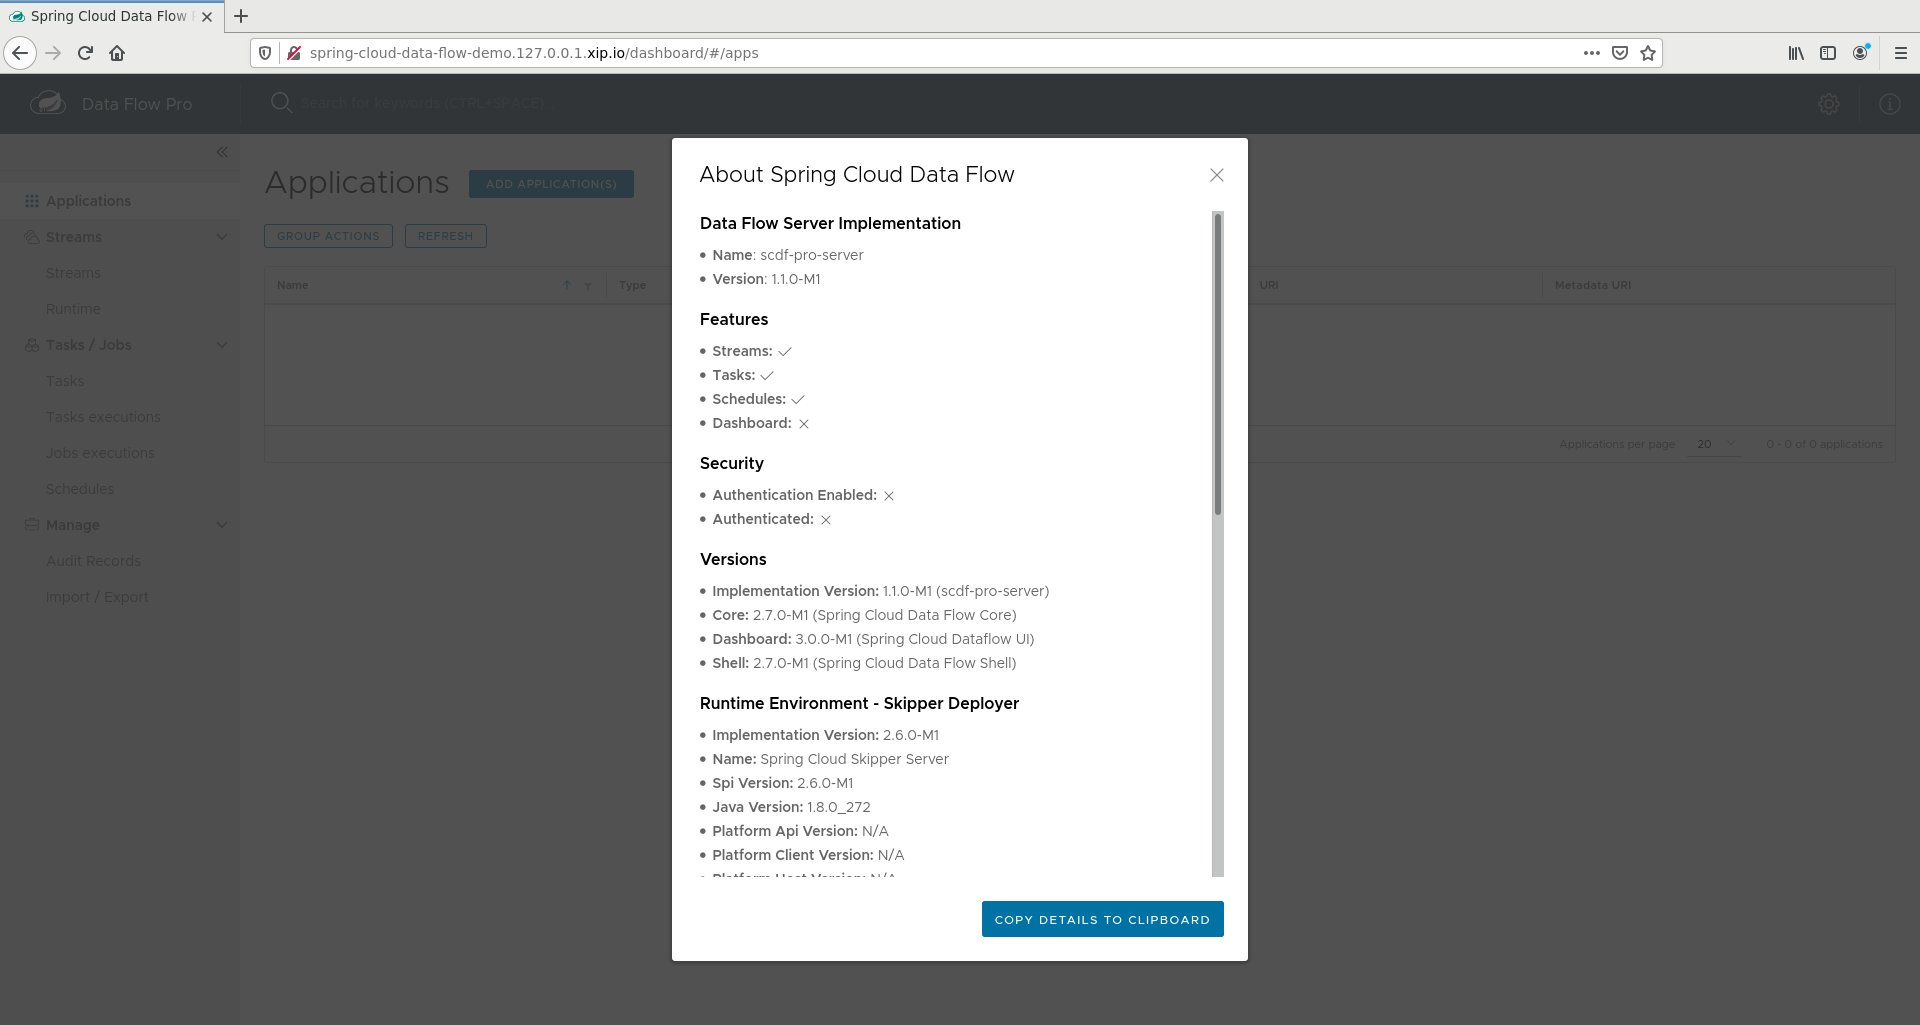 Spring Cloud Data Flow
spring-cloud-data-flow-demo.127.0.0.1.xip.io/dashboard/#/apps
Data Flow Pro
Search for keywords (CTRL+SPACE)...
Applications
Streams
Streams
Runtime
Tasks / Jobs
Tasks
Tasks executions
Jobs executions
Schedules
Manage
Audit Records
Import / Export
Applications
ADD APPLICATION(S)
GROUP ACTIONS
REFRESH
Name
Type
URI
Metadata URI
Applications per page
20
0 - 0 of 0 applications
About Spring Cloud Data Flow
Data Flow Server Implementation
• Name: scdf-pro-server
• Version: 1.1.0-M1
Features
• Streams: ✓
• Tasks: ✓
• Schedules: ✓
• Dashboard: ×
Security
• Authentication Enabled: ×
• Authenticated: ×
Versions
• Implementation Version: 1.1.0-M1 (scdf-pro-server)
• Core: 2.7.0-M1 (Spring Cloud Data Flow Core)
• Dashboard: 3.0.0-M1 (Spring Cloud Dataflow UI)
• Shell: 2.7.0-M1 (Spring Cloud Data Flow Shell)
Runtime Environment - Skipper Deployer
• Implementation Version: 2.6.0-M1
• Name: Spring Cloud Skipper Server
• Spi Version: 2.6.0-M1
• Java Version: 1.8.0_272
• Platform Api Version: N/A
• Platform Client Version: N/A
• Platform Host Version: N/A
COPY DETAILS TO CLIPBOARD